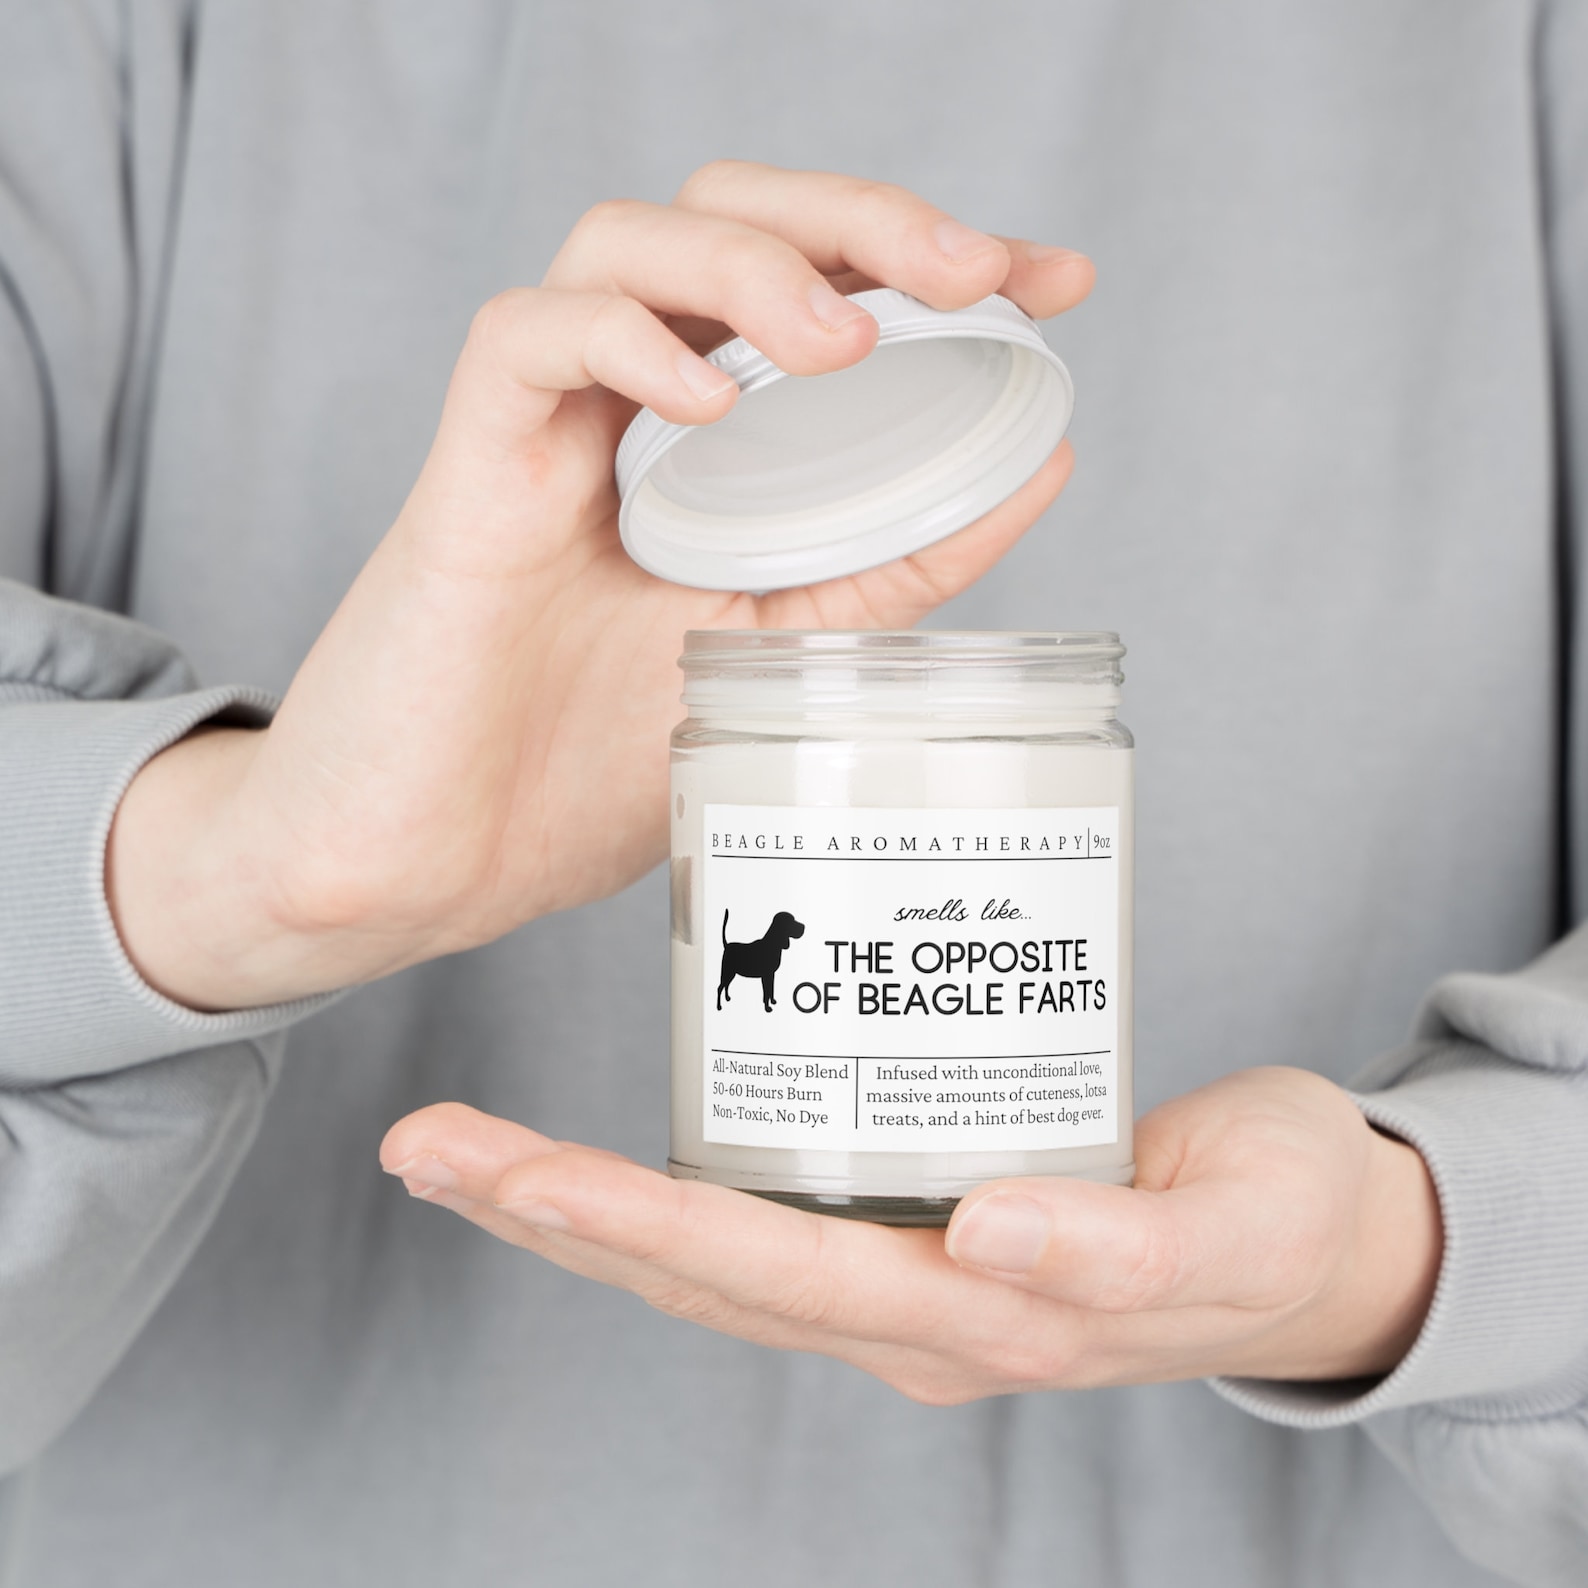 BEAGLE AROMATHERAPY 9oz
smells like...
THE OPPOSITE
OF BEAGLE FARTS
All-Natural Soy Blend
50-60 Hours Burn
Non-Toxic, No Dye
Infused with unconditional love,
massive amounts of cuteness, lotsa
treats, and a hint of best dog ever.